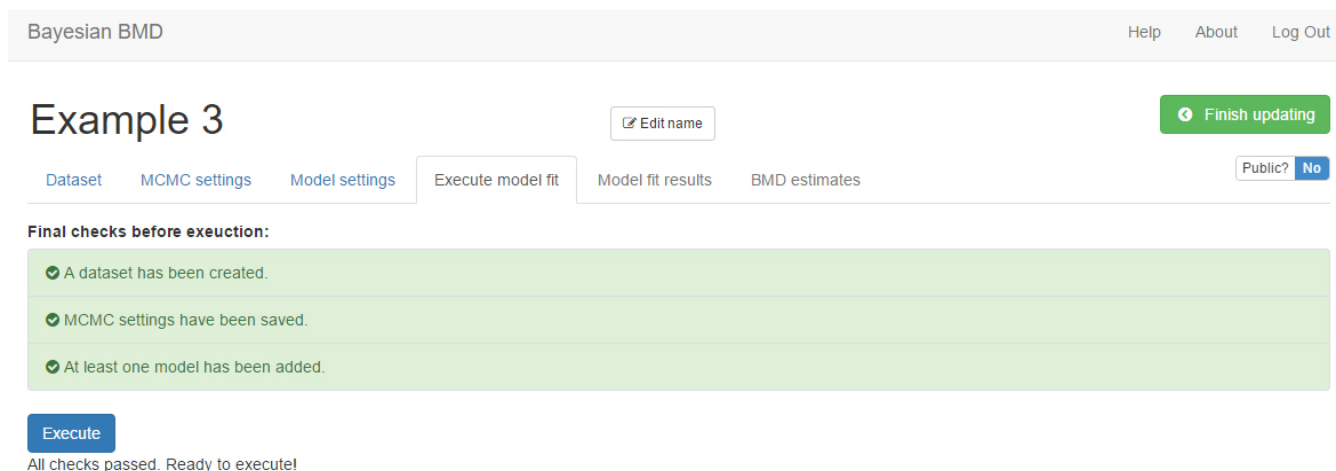 Bayesian BMD Help About Log Out
Example 3 Edit name Finish updating
Dataset MCMC settings Model settings Execute model fit Model fit results BMD estimates Public? No
Final checks before exeuction:
A dataset has been created.
MCMC settings have been saved.
At least one model has been added.
Execute
All checks passed. Ready to execute!